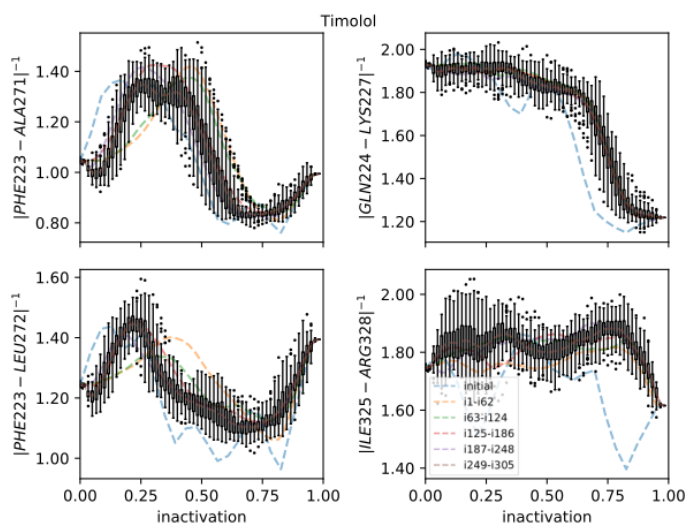 Timolol
|PHE223 − ALA271|⁻¹
1.40
1.20
1.00
0.80
|GLN224 − LYS227|⁻¹
2.00
1.80
1.60
1.40
1.20
|PHE223 − LEU272|⁻¹
1.40
1.20
1.00
0.00 0.25 0.50 0.75 1.00
inactivation
|ILE325 − ARG328|⁻¹
2.00
1.80
1.60
1.40
initial
i1-i62
i63-i124
i125-i186
i187-i248
i249-i305
0.00 0.25 0.50 0.75 1.00
inactivation